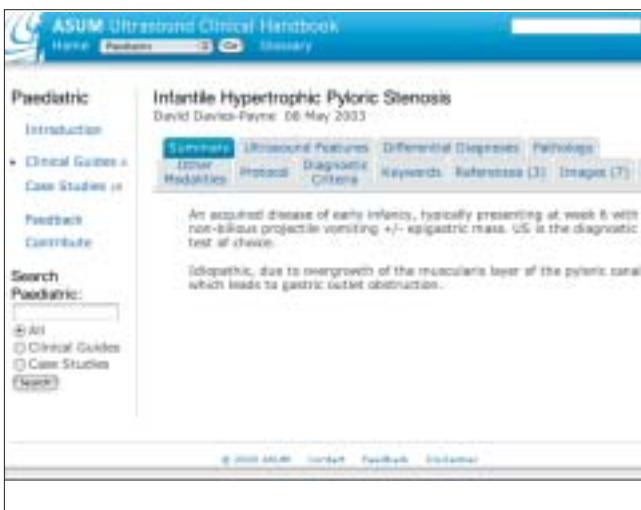 ASUM Ultrasound Clinical Handbook
Home Paediatric Go Glossary
Paediatric
Introduction
Clinical Guides
Case Studies
Feedback
Contribute
Search
Paediatric:
All
Clinical Guides
Case Studies
Search
Infantile Hypertrophic Pyloric Stenosis
David Davies-Payne 08 May 2003
Summary Ultrasound Features Differential Diagnoses Pathology
Other Modalities Protocol Diagnostic Criteria Keywords References (3) Images (7)
An acquired disease of early infancy, typically presenting at week 6 with
non-bilious projectile vomiting +/- epigastric mass. US is the diagnostic
test of choice.
Idiopathic, due to overgrowth of the muscularis layer of the pyloric canal
which leads to gastric outlet obstruction.
ASUM Contact Feedback Disclaimer